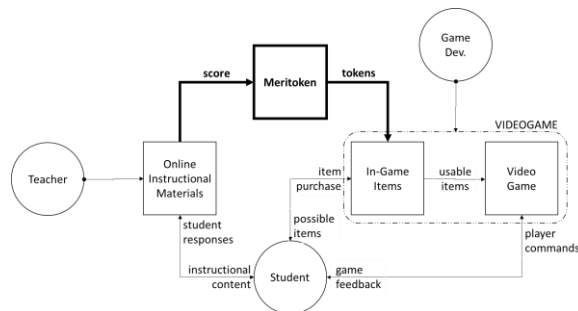 Game
Dev.
score
Meritoken
tokens
VIDEOGAME
Teacher
Online
Instructional
Materials
item
purchase
In-Game
Items
usable
items
Video
Game
student
responses
possible
items
player
commands
instructional
content
Student
game
feedback